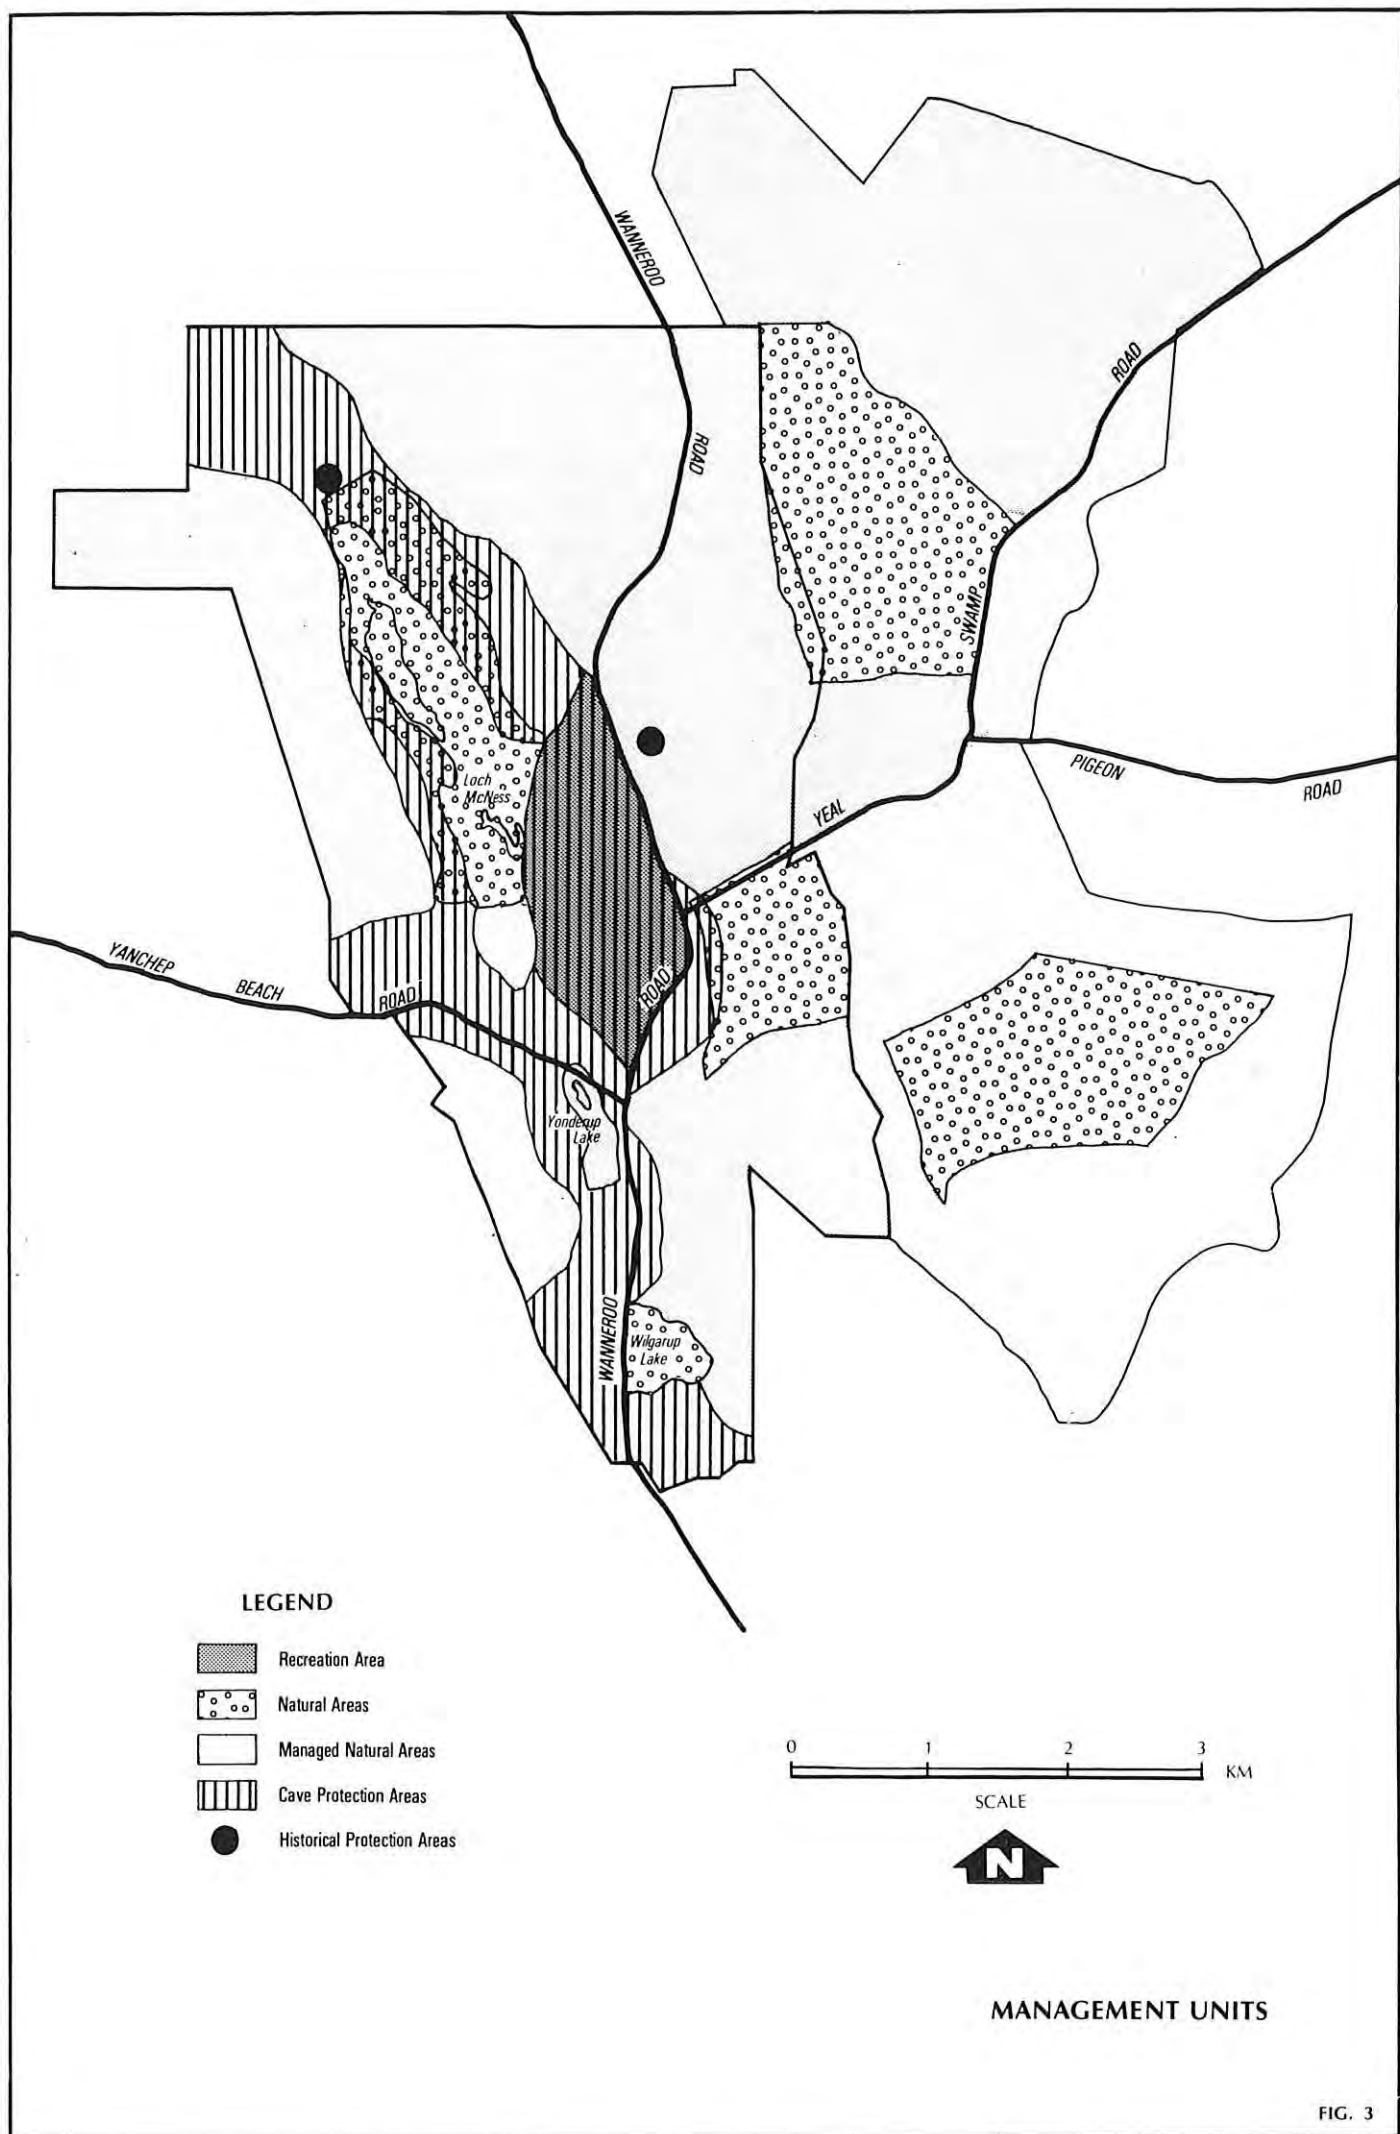 WANNEROO
ROAD
ROAD
SWAMP
Loch
McNess
PIGEON
ROAD
YEAL
YANCHEP
BEACH
ROAD
ROAD
Yonderup
Lake
WANNEROO
Wilgarup
Lake
LEGEND
Recreation Area
Natural Areas
Managed Natural Areas
Cave Protection Areas
Historical Protection Areas
0 1 2 3
KM
SCALE
N
MANAGEMENT UNITS
FIG. 3